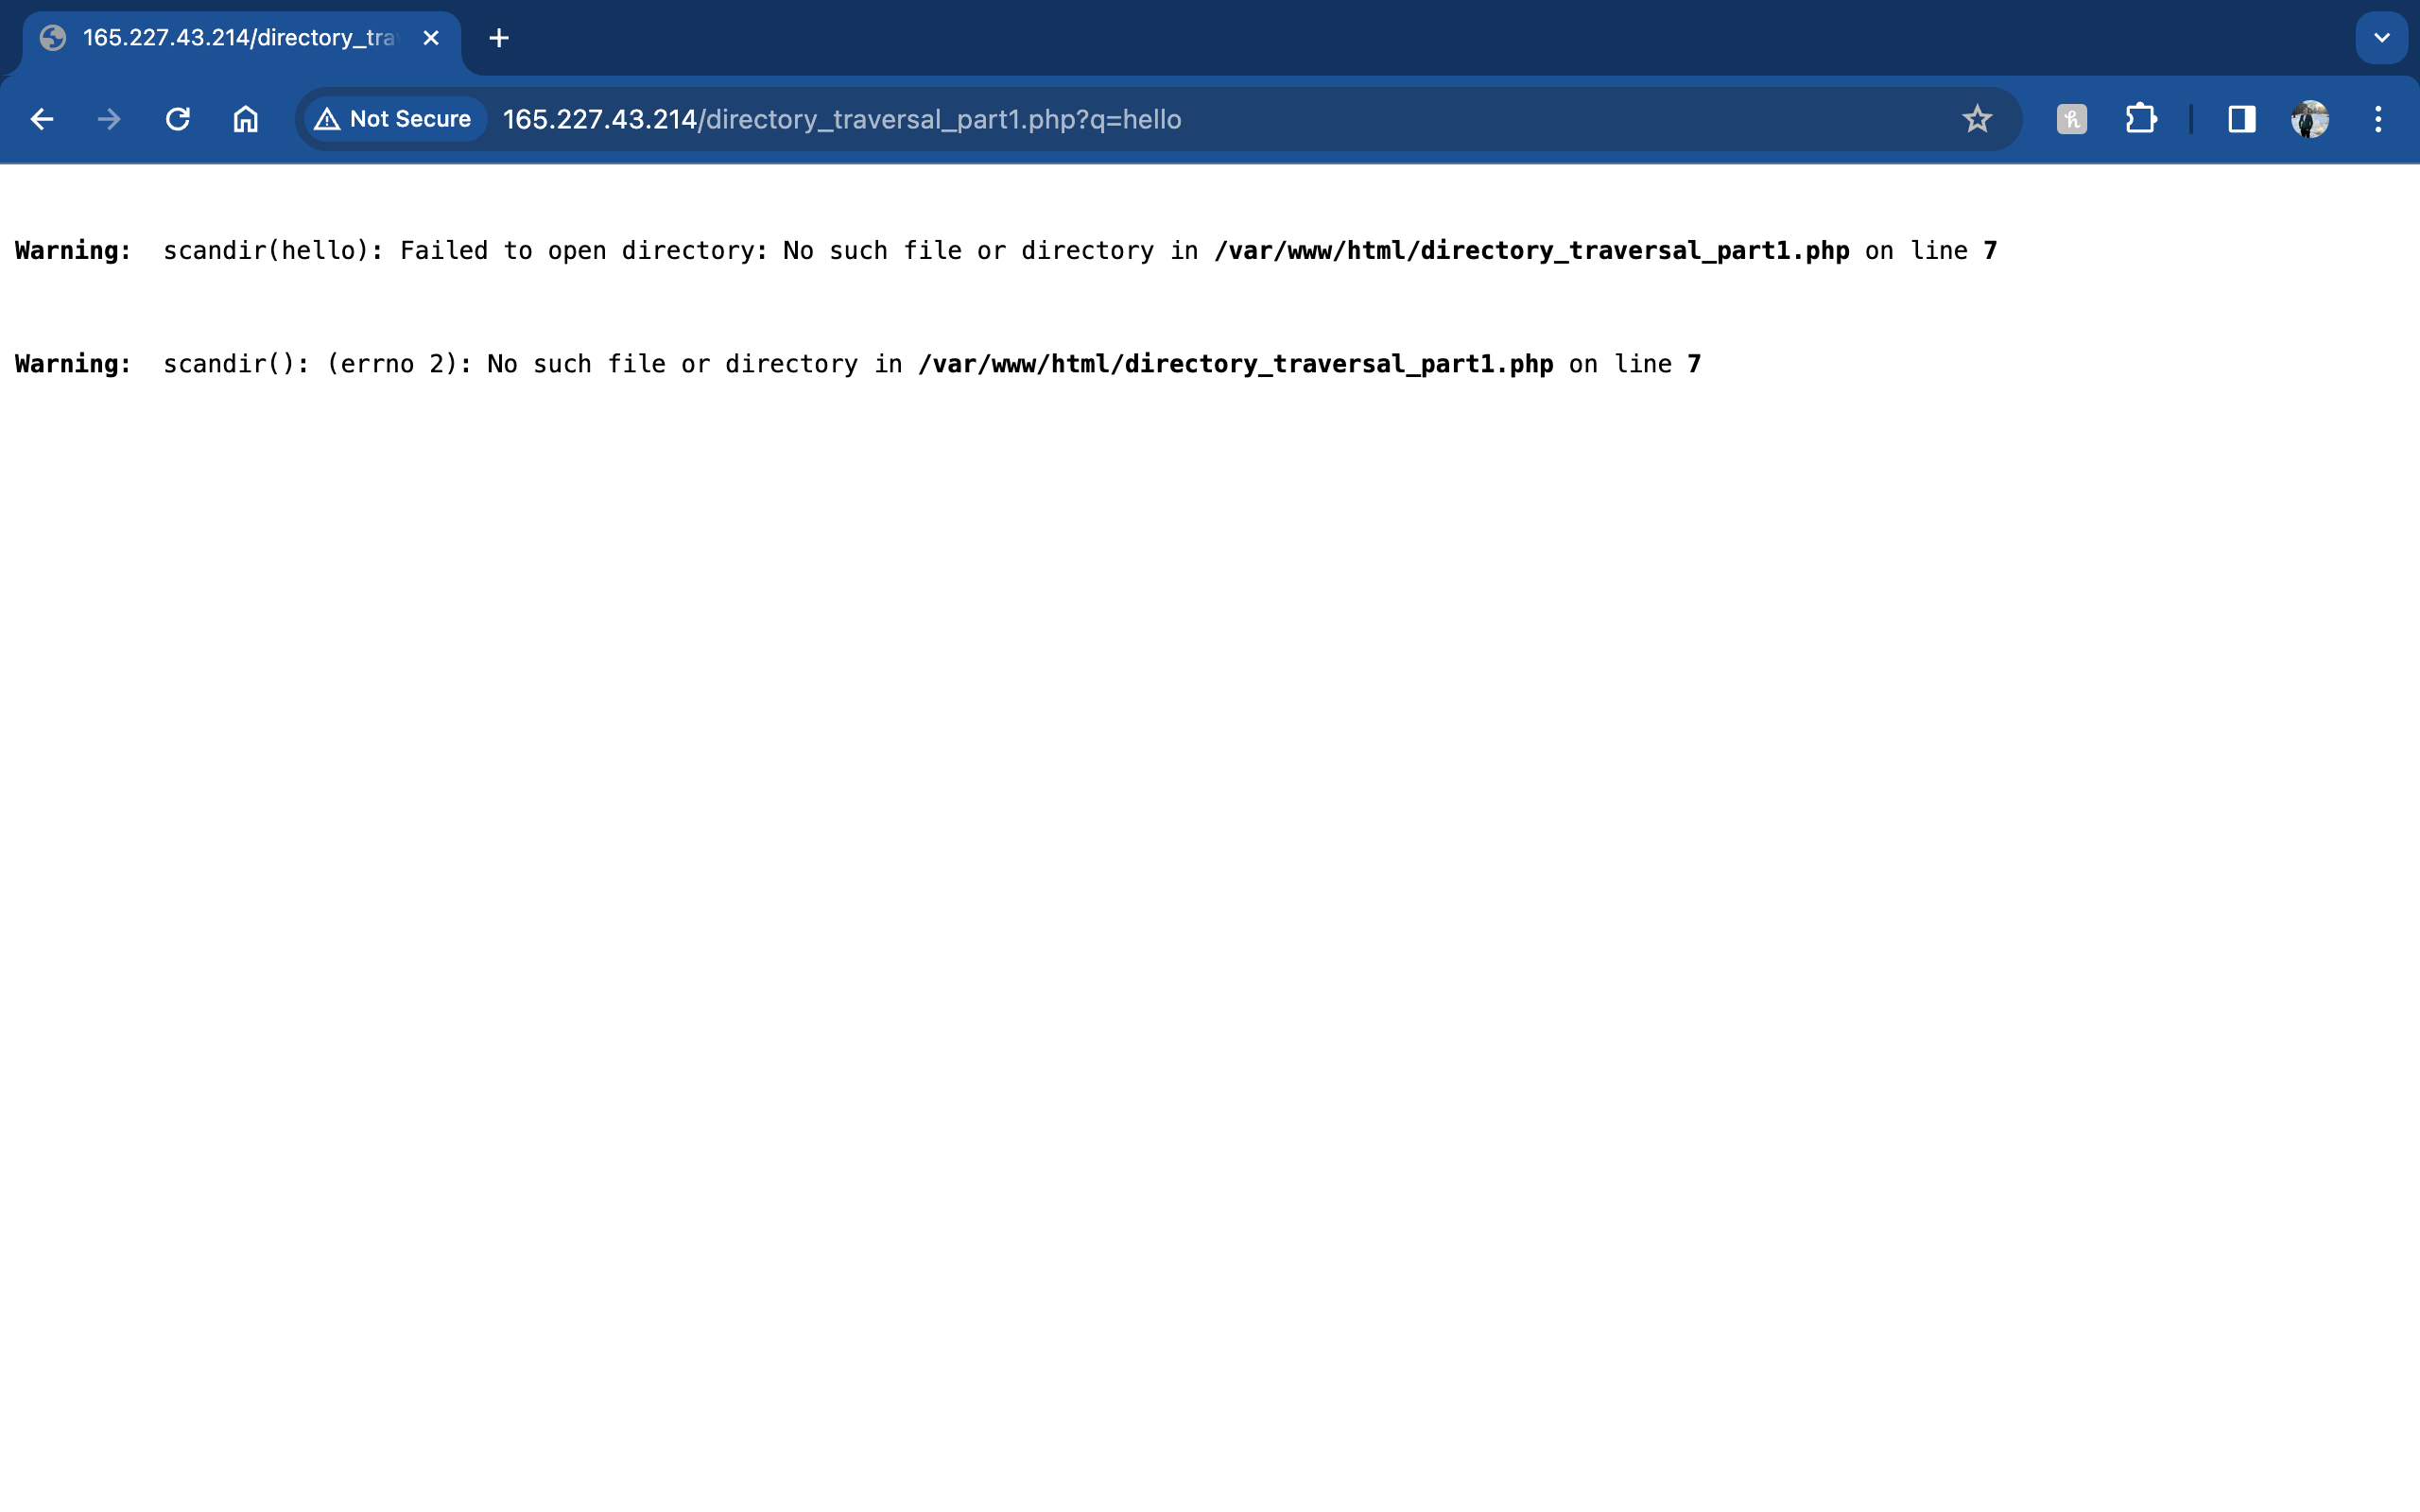 165.227.43.214/directory_tra
Not Secure
165.227.43.214/directory_traversal_part1.php?q=hello
Warning:  scandir(hello): Failed to open directory: No such file or directory in /var/www/html/directory_traversal_part1.php on line 7
Warning:  scandir(): (errno 2): No such file or directory in /var/www/html/directory_traversal_part1.php on line 7